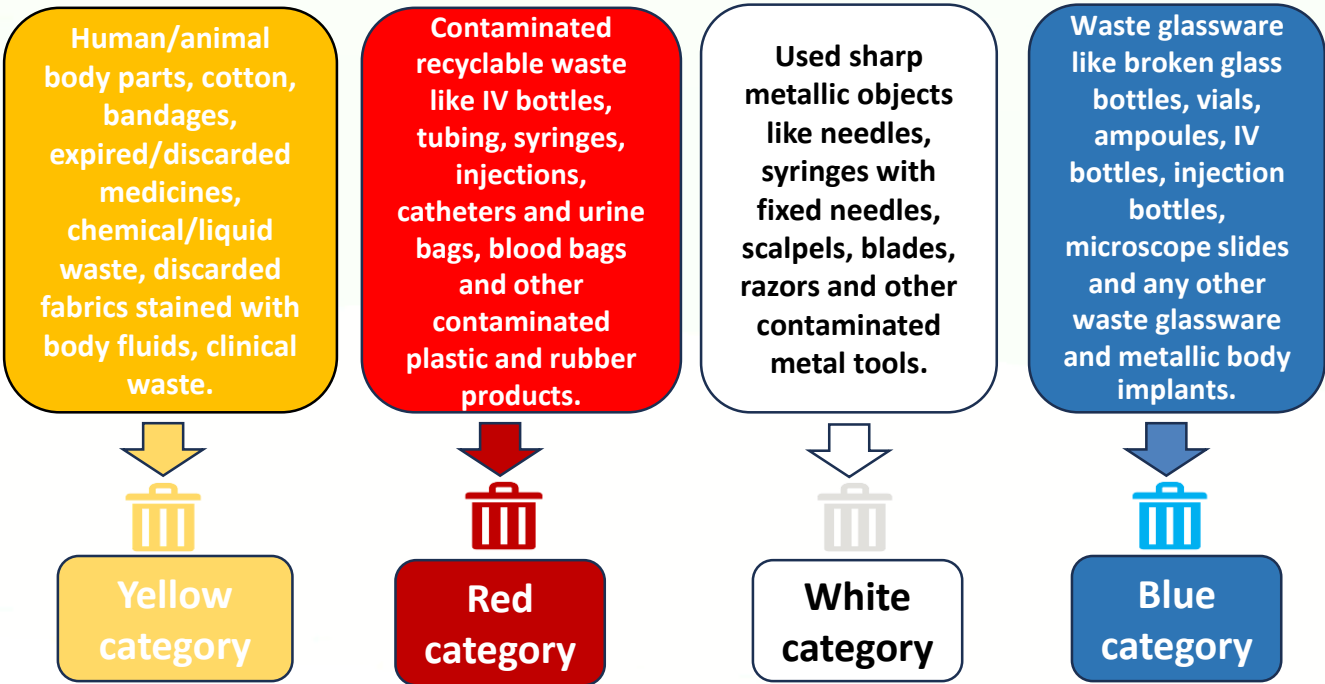 Human/animal
body parts, cotton,
bandages,
expired/discarded
medicines,
chemical/liquid
waste, discarded
fabrics stained with
body fluids, clinical
waste.
Contaminated
recyclable waste
like IV bottles,
tubing, syringes,
injections,
catheters and urine
bags, blood bags
and other
contaminated
plastic and rubber
products.
Used sharp
metallic objects
like needles,
syringes with
fixed needles,
scalpels, blades,
razors and other
contaminated
metal tools.
Waste glassware
like broken glass
bottles, vials,
ampoules, IV
bottles, injection
bottles,
microscope slides
and any other
waste glassware
and metallic body
implants.
Yellow
category
Red
category
White
category
Blue
category